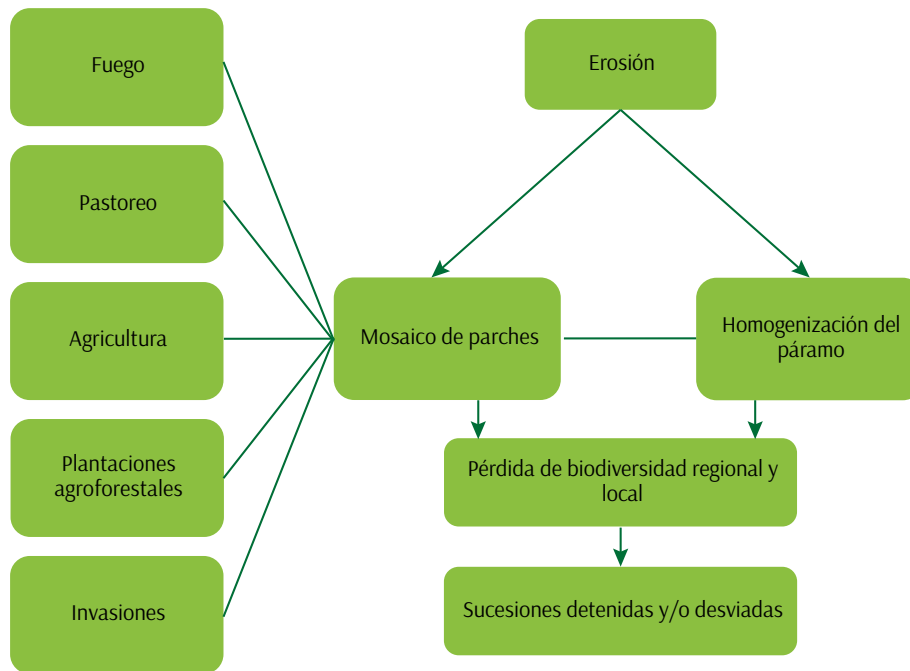 Fuego
Erosión
Pastoreo
Agricultura
Mosaico de parches
Homogenización del
páramo
Plantaciones
agroforestales
Pérdida de biodiversidad regional y
local
Invasiones
Sucesiones detenidas y/o desviadas